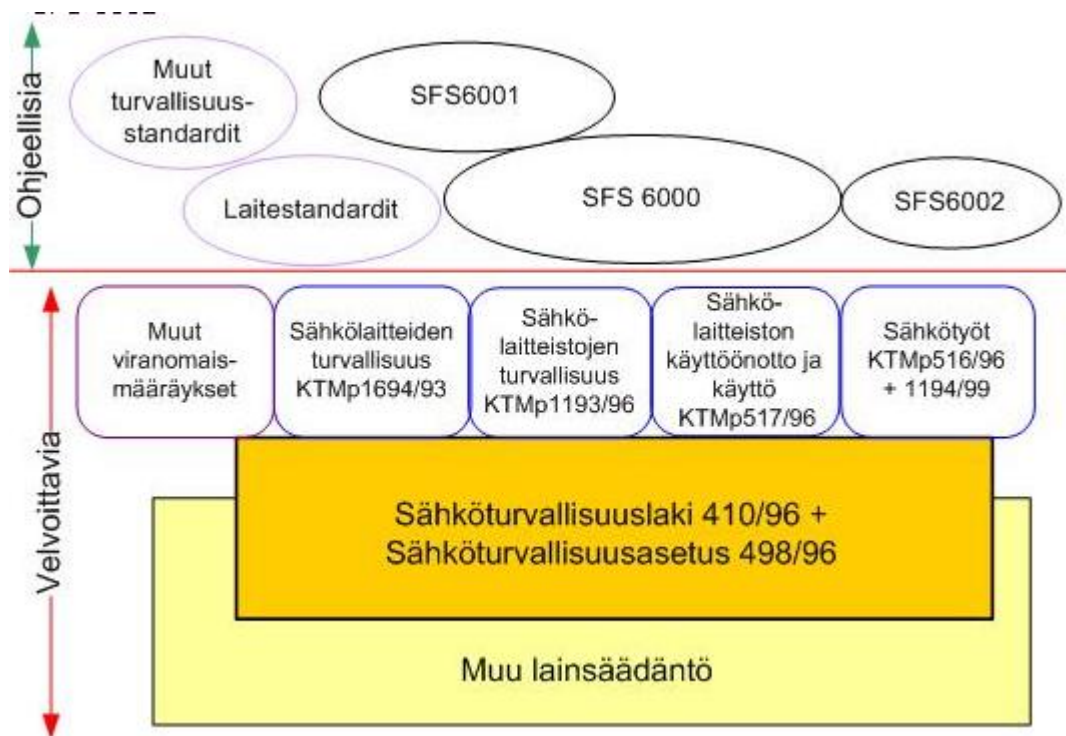 Ohjeellisia
Muut
turvallisuus-
standardit
SFS6001
Laitestandardit
SFS 6000
SFS6002
Velvoittavia
Muut
viranomais-
määräykset
Sähkölaitteiden
turvallisuus
KTMp1694/93
Sähkö-
laitteistojen
turvallisuus
KTMp1193/96
Sähkö-
laitteiston
käyttöönotto ja
käyttö
KTMp517/96
Sähkötyöt
KTMp516/96
+ 1194/99
Sähköturvallisuuslaki 410/96 +
Sähköturvallisuusasetus 498/96
Muu lainsäädäntö